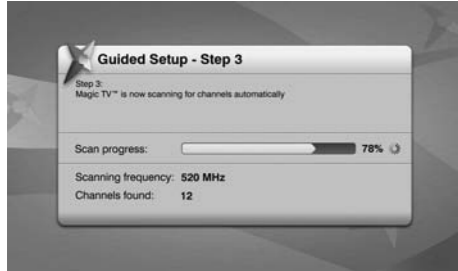 Guided Setup - Step 3
Step 3:
Magic TV™ is now scanning for channels automatically
Scan progress: 78%
Scanning frequency: 520 MHz
Channels found: 12